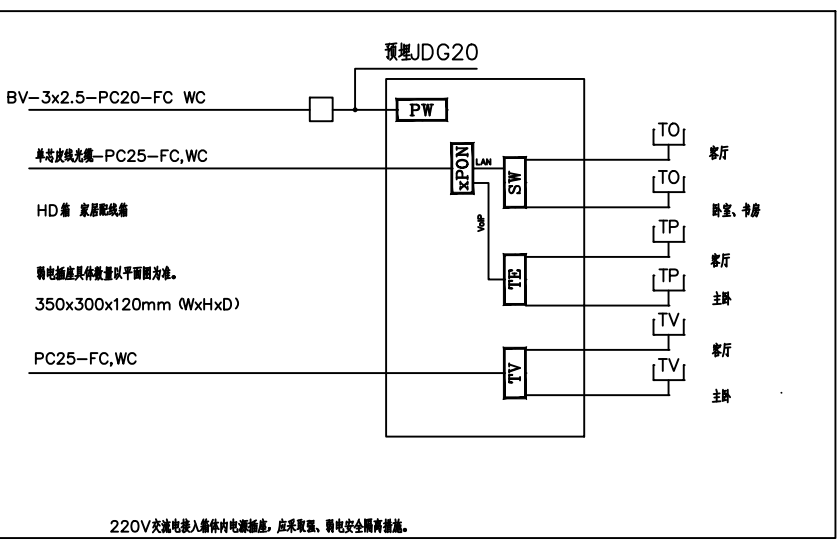 预埋JDG20
BV-3x2.5-PC20-FC WC
PW
TO
客厅
单芯皮线光缆-PC25-FC,WC
xPON
LAN
SW
TO
HD箱 家居配线箱
卧室、书房
VoIP
TP
客厅
弱电插座具体数量以平面图为准。
TE
TP
主卧
350x300x120mm (WxHxD)
TV
客厅
PC25-FC,WC
TV
TV
主卧
220V交流电接入箱体内电源插座，应采取强、弱电安全隔离措施。